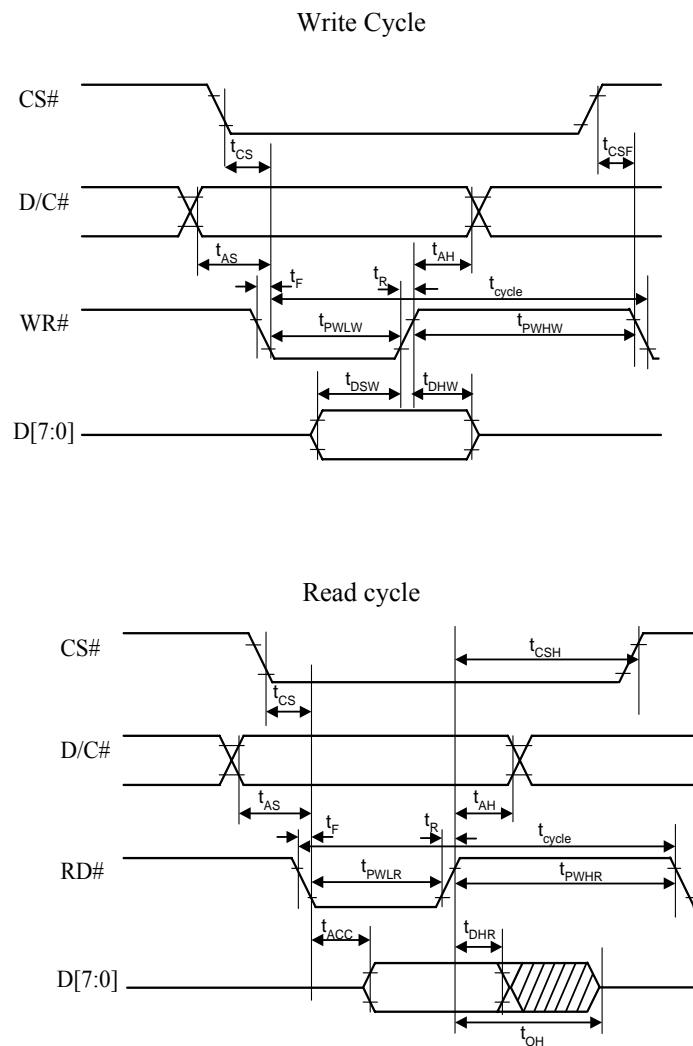 Write Cycle
CS#
tCS
tCSF
D/C#
tAS
tAH
tF
tR
tcycle
WR#
tPWLW
tPWHW
tDSW
tDHW
D[7:0]
Read cycle
CS#
tCSH
tCS
D/C#
tAS
tAH
tF
tR
tcycle
RD#
tPWLR
tPWHR
tACC
tDHR
D[7:0]
tOH